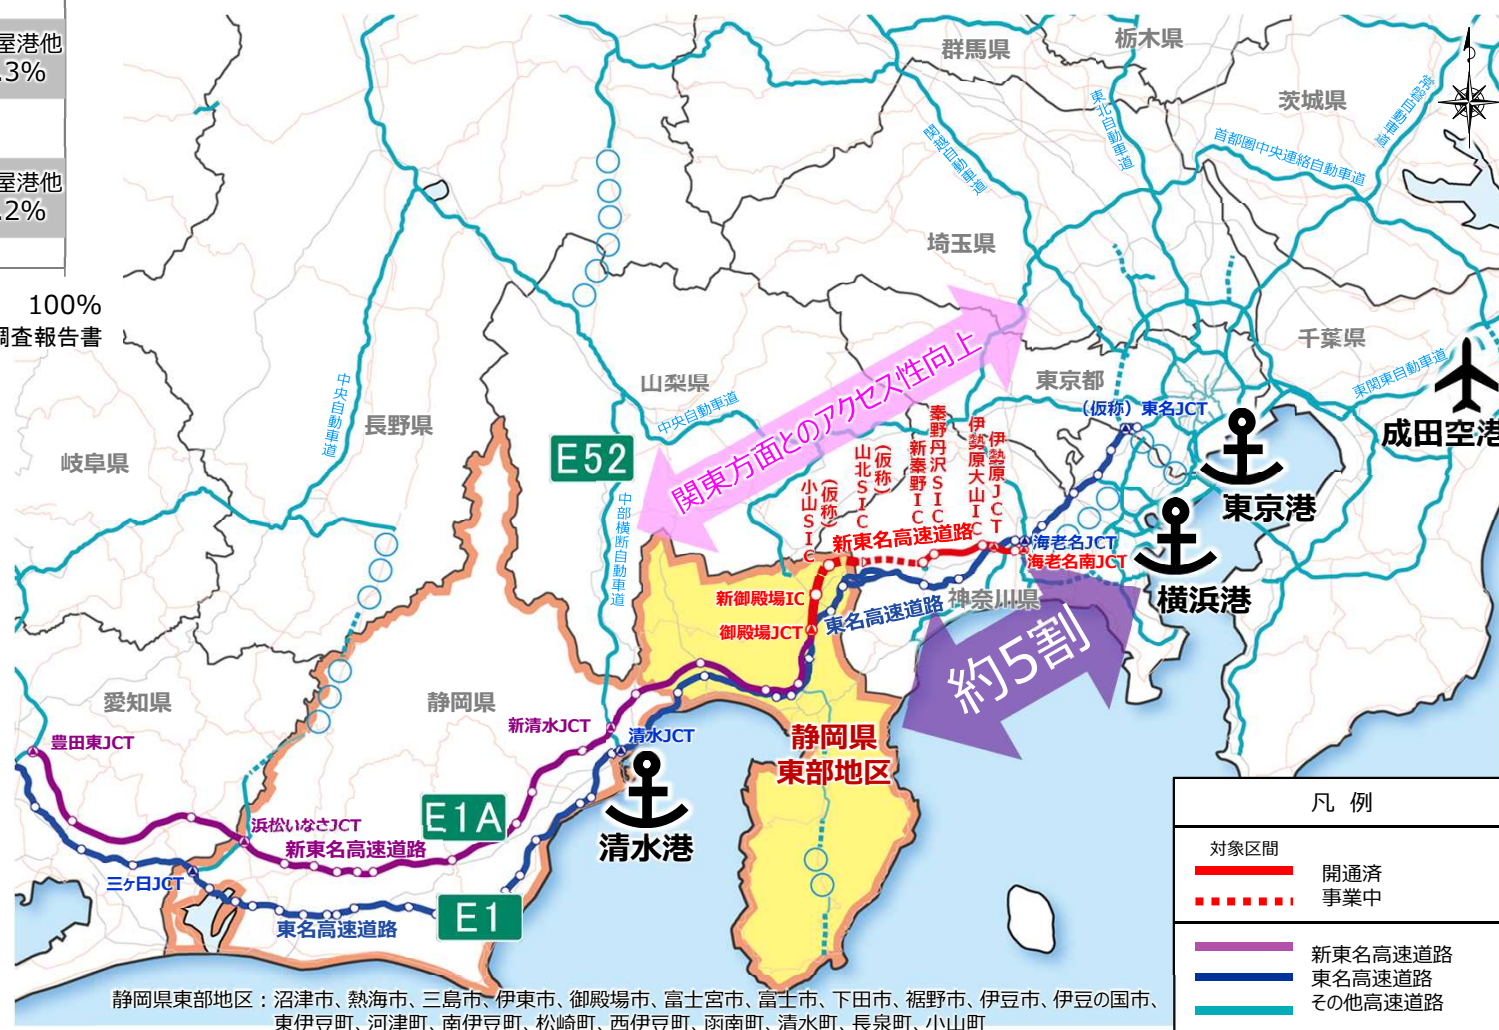 屋港他
.3%
屋港他
.2%
100%
調査報告書
群馬県
栃木県
茨城県
常磐自動車道
東北自動車道
関越自動車道
首都圏中央連絡自動車道
埼玉県
千葉県
東関東自動車道
成田空港
山梨県
中央自動車道
関東方面とのアクセス性向上
東京都
(仮称)東名JCT
東京港
中央自動車道
長野県
岐阜県
E52
中部横断自動車道
(仮称)
小山SIC
(仮称)
山北SIC
新秦野IC
秦野丹沢SIC
伊勢原大山IC
伊勢原JCT
新東名高速道路
海老名JCT
海老名南JCT
横浜港
新御殿場IC
御殿場JCT
東名高速道路
神奈川県
約5割
愛知県
静岡県
豊田東JCT
新清水JCT
清水JCT
静岡県
東部地区
浜松いなさJCT
新東名高速道路
E1A
清水港
三ヶ日JCT
東名高速道路
E1
凡 例
対象区間
開通済
事業中
新東名高速道路
東名高速道路
その他高速道路
静岡県東部地区:沼津市、熱海市、三島市、伊東市、御殿場市、富士宮市、富士市、下田市、裾野市、伊豆市、伊豆の国市、
東伊豆町、河津町、南伊豆町、松崎町、西伊豆町、函南町、清水町、長泉町、小山町